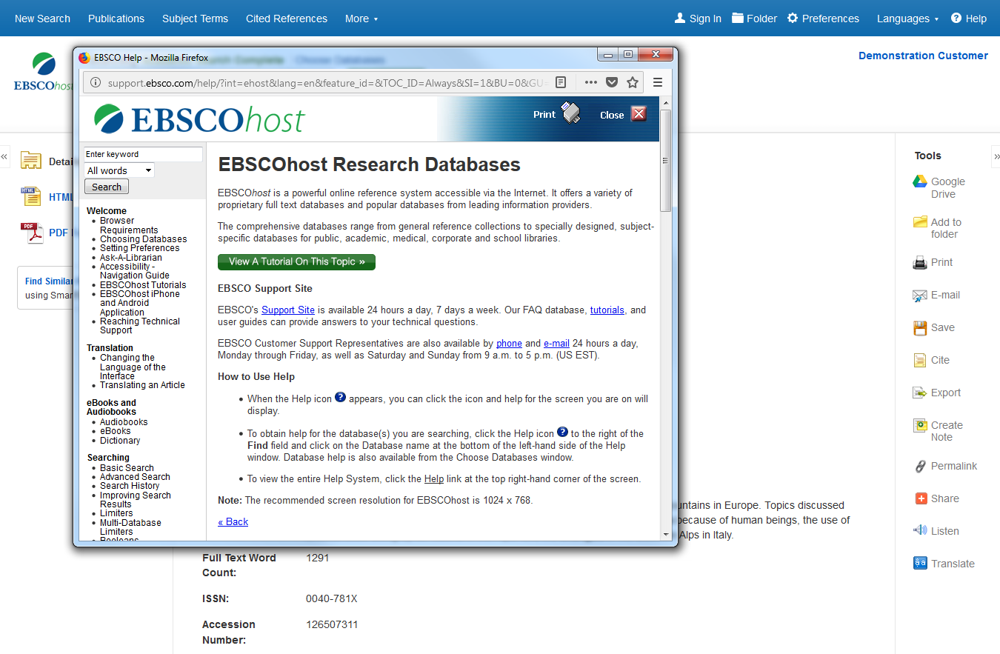 New Search Publications Subject Terms Cited References More
Sign In Folder Preferences Languages Help
EBSCOhost
Demonstration Customer
EBSCO Help - Mozilla Firefox
support.ebsco.com/help/?int=ehost&lang=en&feature_id=&TOC_ID=Always&SI=1&BU=0&GU=
EBSCOhost
Print Close
Enter keyword
All words
Search
Welcome
Browser
Requirements
Choosing Databases
Setting Preferences
Ask-A-Librarian
Accessibility -
Navigation Guide
EBSCOhost Tutorials
EBSCOhost iPhone
and Android
Application
Reaching Technical
Support
Translation
Changing the
Language of the
Interface
Translating an Article
eBooks and
Audiobooks
Audiobooks
eBooks
Dictionary
Searching
Basic Search
Advanced Search
Search History
Improving Search
Results
Limiters
Multi-Database
Limiters
Booleans
EBSCOhost Research Databases
EBSCOhost is a powerful online reference system accessible via the Internet. It offers a variety of
proprietary full text databases and popular databases from leading information providers.
The comprehensive databases range from general reference collections to specially designed, subject-
specific databases for public, academic, medical, corporate and school libraries.
View A Tutorial On This Topic »
EBSCO Support Site
EBSCO's Support Site is available 24 hours a day, 7 days a week. Our FAQ database, tutorials, and
user guides can provide answers to your technical questions.
EBSCO Customer Support Representatives are also available by phone and e-mail 24 hours a day,
Monday through Friday, as well as Saturday and Sunday from 9 a.m. to 5 p.m. (US EST).
How to Use Help
When the Help icon ? appears, you can click the icon and help for the screen you are on will
display.
To obtain help for the database(s) you are searching, click the Help icon ? to the right of the
Find field and click on the Database name at the bottom of the left-hand side of the Help
window. Database help is also available from the Choose Databases window.
To view the entire Help System, click the Help link at the top right-hand corner of the screen.
Note: The recommended screen resolution for EBSCOhost is 1024 x 768.
« Back
«
Detai
HTML
PDF
Find Similar
using Smar
untains in Europe. Topics discussed
because of human beings, the use of
Alps in Italy.
Full Text Word
Count:
1291
ISSN:
0040-781X
Accession
Number:
126507311
»
Tools
Google
Drive
Add to
folder
Print
E-mail
Save
Cite
Export
Create
Note
Permalink
Share
Listen
Translate